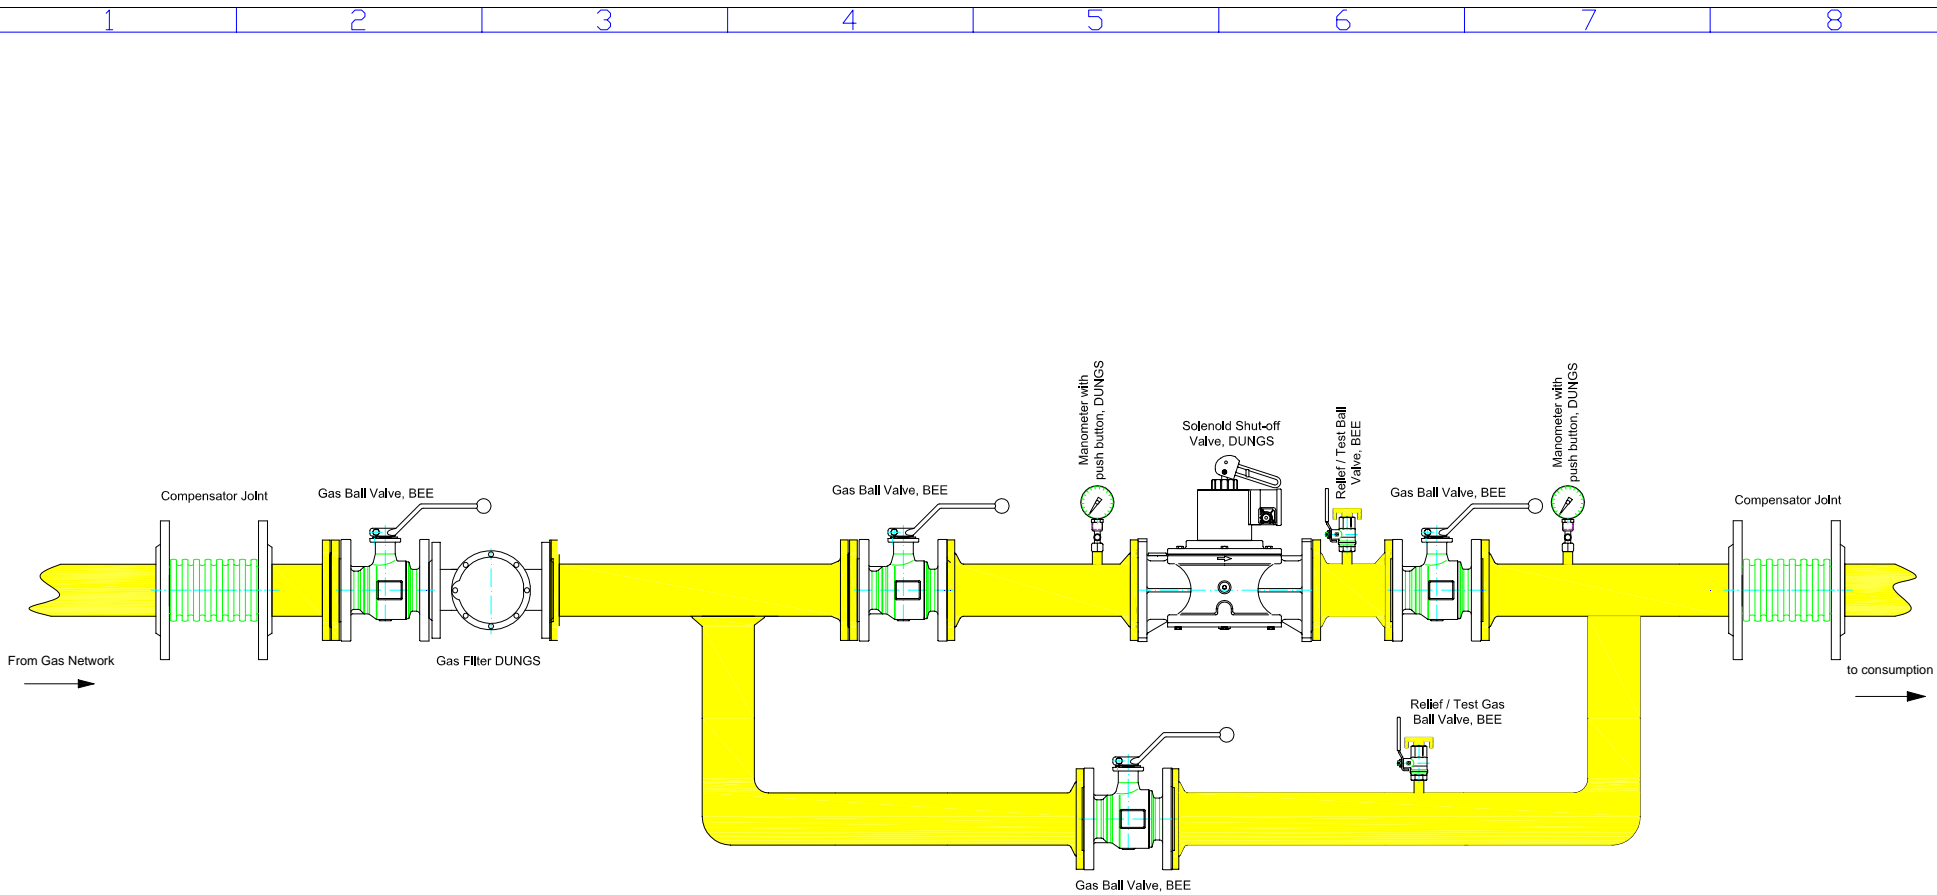 1 2 3 4 5 6 7 8
Manometer with
push button, DUNGS
Solenoid Shut-off
Valve, DUNGS
Relief / Test Ball
Valve, BEE
Manometer with
push button, DUNGS
Compensator Joint
Gas Ball Valve, BEE
Gas Ball Valve, BEE
Gas Ball Valve, BEE
Compensator Joint
From Gas Network
Gas Filter DUNGS
to consumption
Relief / Test Gas
Ball Valve, BEE
Gas Ball Valve, BEE